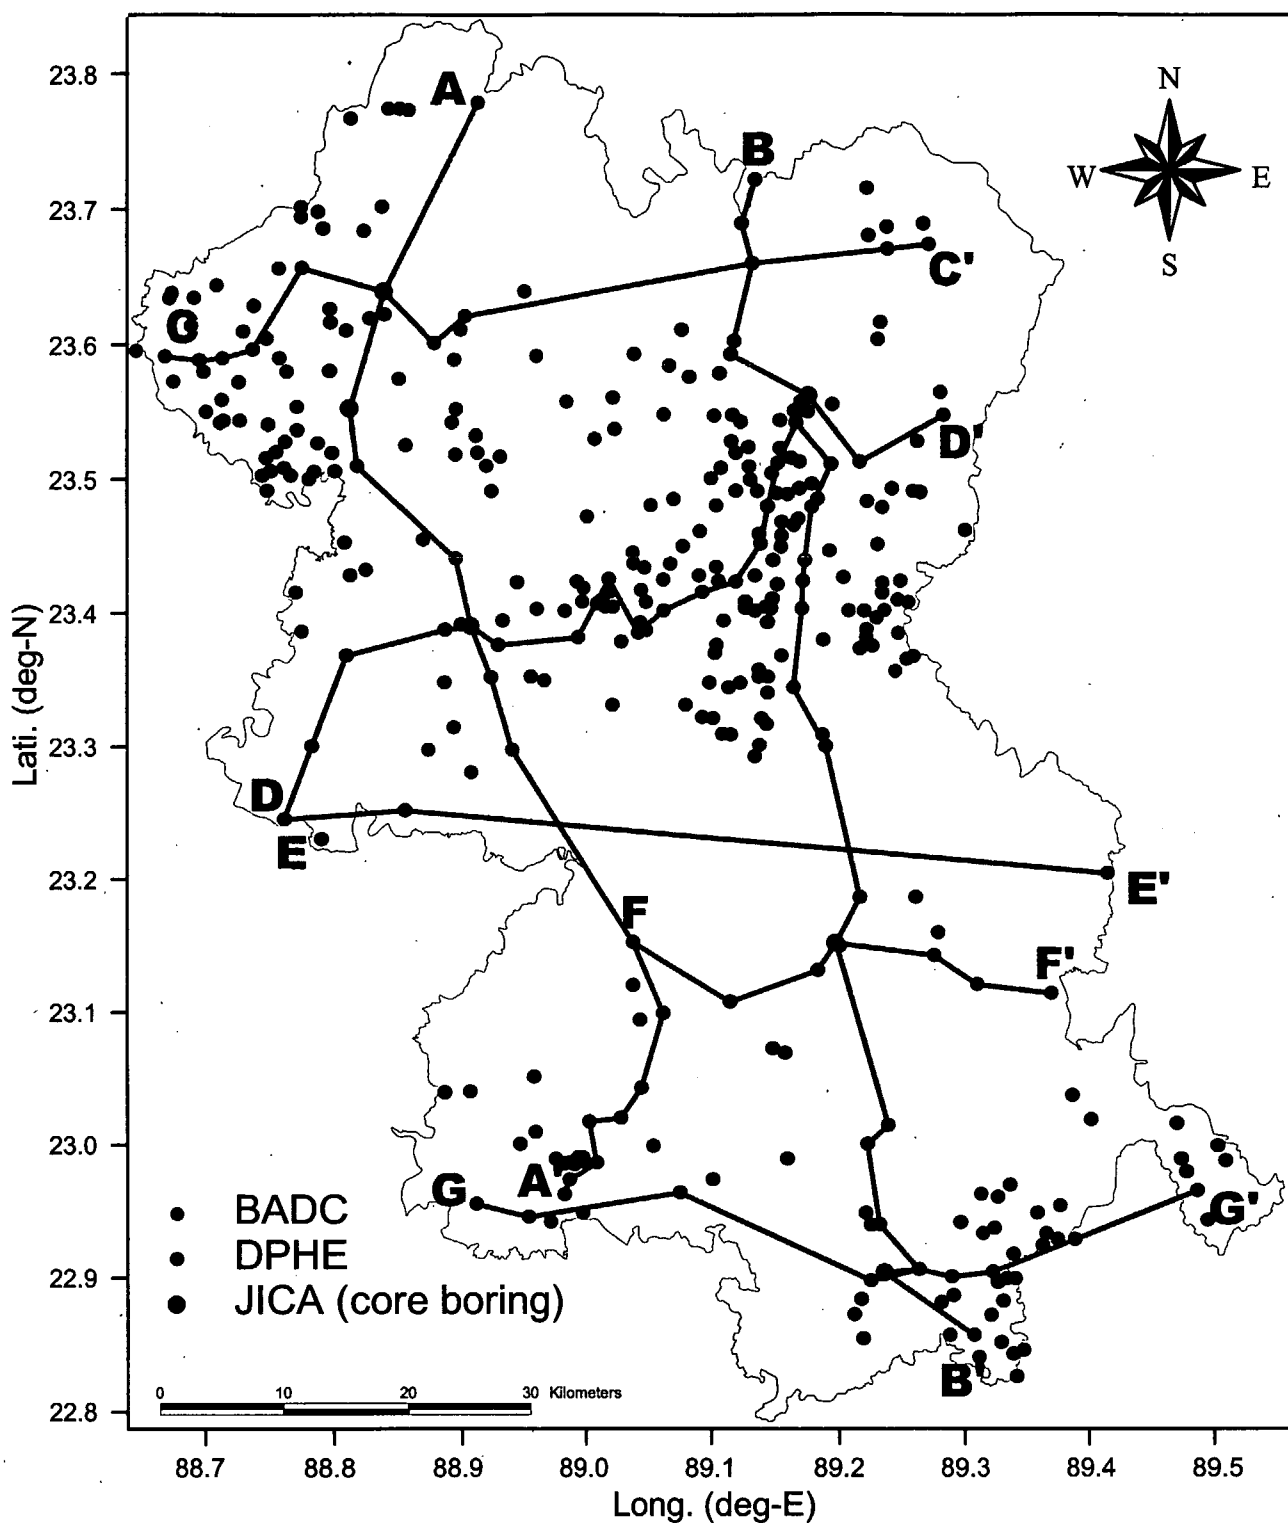 N
W E
S
A
B
C'
G
D'
D
E
E'
F
F'
A'
G
G'
B'
BADC
DPHE
JICA (core boring)
0 10 20 30 Kilometers
23.8
23.7
23.6
23.5
23.4
23.3
23.2
23.1
23.0
22.9
22.8
Lati. (deg-N)
88.7 88.8 88.9 89.0 89.1 89.2 89.3 89.4 89.5
Long. (deg-E)